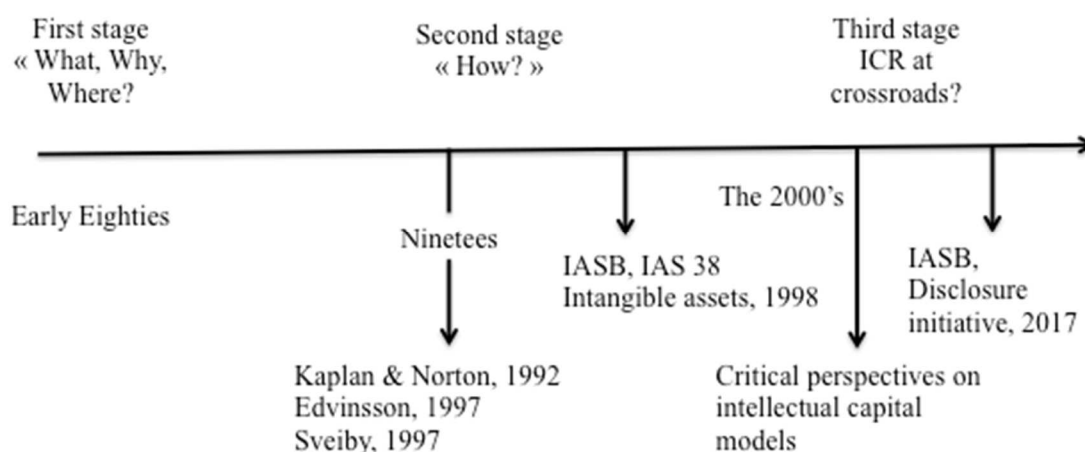 First stage
« What, Why,
Where?
Second stage
« How? »
Third stage
ICR at
crossroads?
Early Eighties
Ninetees
The 2000’s
IASB, IAS 38
Intangible assets, 1998
IASB,
Disclosure
initiative, 2017
Kaplan & Norton, 1992
Edvinsson, 1997
Sveiby, 1997
Critical perspectives on
intellectual capital
models